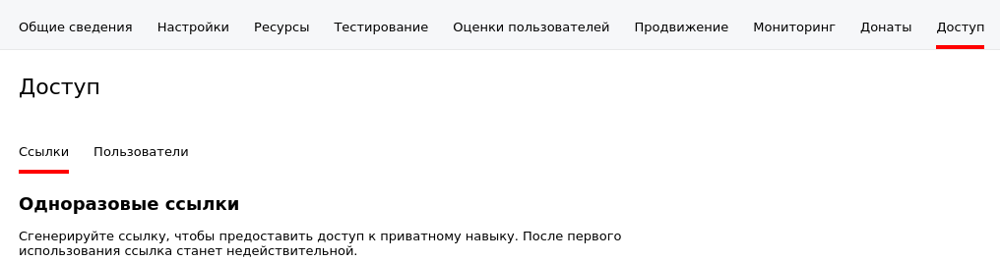 Общие сведения Настройки Ресурсы Тестирование Оценки пользователей Продвижение Мониторинг Донаты Доступ
Доступ
Ссылки Пользователи
Одноразовые ссылки
Сгенерируйте ссылку, чтобы предоставить доступ к приватному навыку. После первого
использования ссылка станет недействительной.